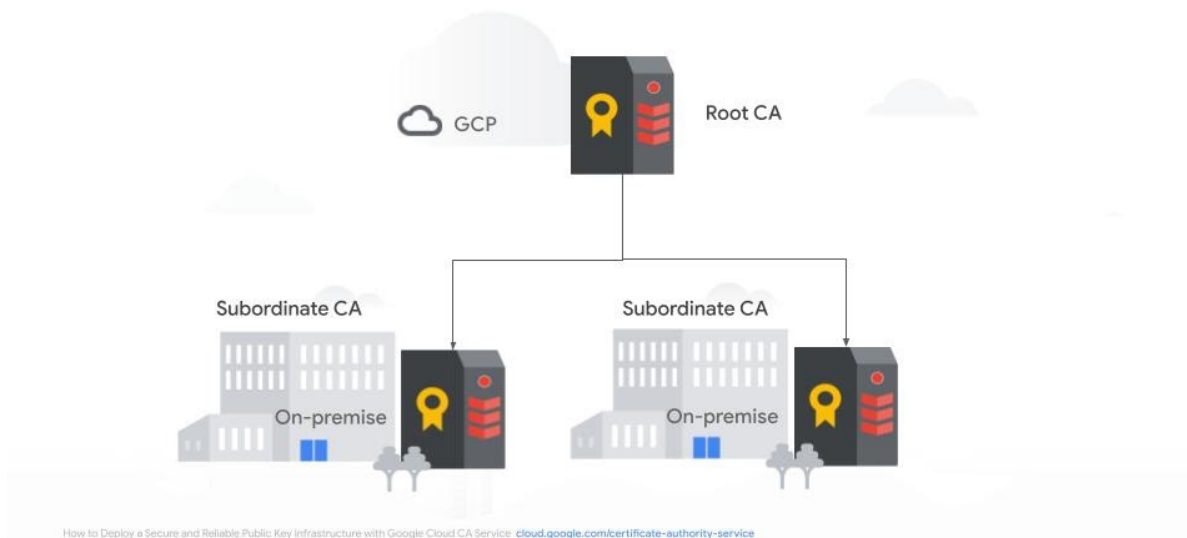 GCP
Root CA
Subordinate CA
On-premise
Subordinate CA
On-premise
How to Deploy a Secure and Reliable Public Key Infrastructure with Google Cloud CA Service cloud.google.com/certificate-authority-service